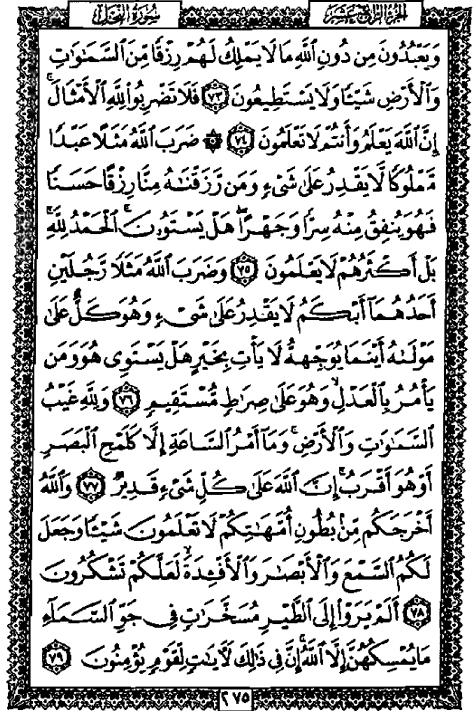 الجزء الرابع عشر
سورة النحل
وَيَعْبُدُونَ مِن دُونِ ٱللَّهِ مَا لَا يَمْلِكُ لَهُمْ رِزْقًا مِّنَ ٱلسَّمَٰوَٰتِ
وَٱلْأَرْضِ شَيْـًٔا وَلَا يَسْتَطِيعُونَ ٧٣ فَلَا تَضْرِبُوا۟ لِلَّهِ ٱلْأَمْثَالَ ۚ
إِنَّ ٱللَّهَ يَعْلَمُ وَأَنتُمْ لَا تَعْلَمُونَ ٧٤ ۞ ضَرَبَ ٱللَّهُ مَثَلًا عَبْدًا
مَّمْلُوكًا لَّا يَقْدِرُ عَلَىٰ شَىْءٍ وَمَن رَّزَقْنَٰهُ مِنَّا رِزْقًا حَسَنًا
فَهُوَ يُنفِقُ مِنْهُ سِرًّا وَجَهْرًا ۖ هَلْ يَسْتَوُۥنَ ۚ ٱلْحَمْدُ لِلَّهِ ۚ
بَلْ أَكْثَرُهُمْ لَا يَعْلَمُونَ ٧٥ وَضَرَبَ ٱللَّهُ مَثَلًا رَّجُلَيْنِ
أَحَدُهُمَآ أَبْكَمُ لَا يَقْدِرُ عَلَىٰ شَىْءٍ وَهُوَ كَلٌّ عَلَىٰ
مَوْلَىٰهُ أَيْنَمَا يُوَجِّههُّ لَا يَأْتِ بِخَيْرٍ ۖ هَلْ يَسْتَوِى هُوَ وَمَن
يَأْمُرُ بِٱلْعَدْلِ ۙ وَهُوَ عَلَىٰ صِرَٰطٍ مُّسْتَقِيمٍ ٧٦ وَلِلَّهِ غَيْبُ
ٱلسَّمَٰوَٰتِ وَٱلْأَرْضِ ۚ وَمَآ أَمْرُ ٱلسَّاعَةِ إِلَّا كَلَمْحِ ٱلْبَصَرِ
أَوْ هُوَ أَقْرَبُ ۚ إِنَّ ٱللَّهَ عَلَىٰ كُلِّ شَىْءٍ قَدِيرٌ ٧٧ وَٱللَّهُ
أَخْرَجَكُم مِّنۢ بُطُونِ أُمَّهَٰتِكُمْ لَا تَعْلَمُونَ شَيْـًٔا وَجَعَلَ
لَكُمُ ٱلسَّمْعَ وَٱلْأَبْصَٰرَ وَٱلْأَفْـِٔدَةَ ۙ لَعَلَّكُمْ تَشْكُرُونَ
٧٨ أَلَمْ يَرَوْا۟ إِلَى ٱلطَّيْرِ مُسَخَّرَٰتٍ فِى جَوِّ ٱلسَّمَآءِ
مَا يُمْسِكُهُنَّ إِلَّا ٱللَّهُ ۗ إِنَّ فِى ذَٰلِكَ لَءَايَٰتٍ لِّقَوْمٍ يُؤْمِنُونَ ٧٩
٢٧٥